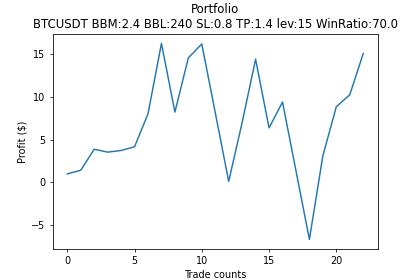 Portfolio
BTCUSDT BBM:2.4 BBL:240 SL:0.8 TP:1.4 lev:15 WinRatio:70.0
15
10
5
0
−5
Profit ($)
0 5 10 15 20
Trade counts